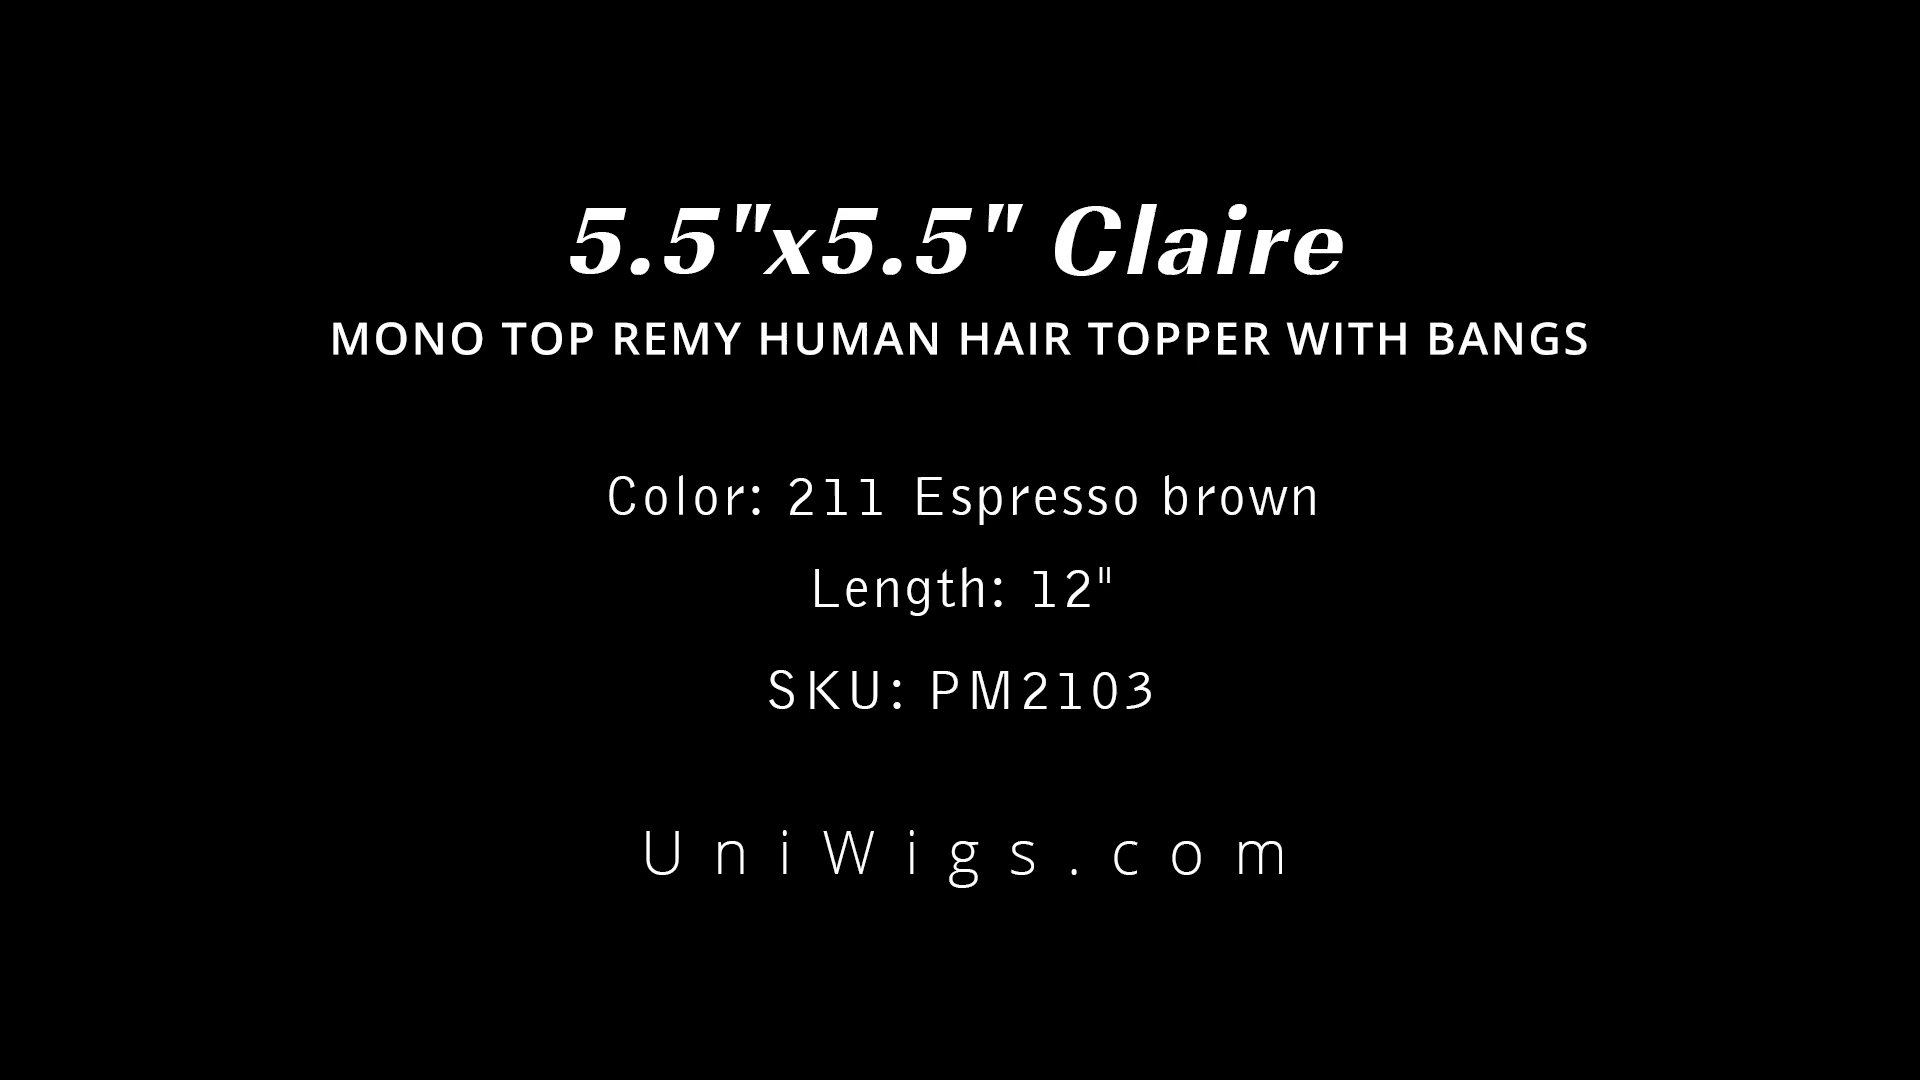 5.5"x5.5" Claire
MONO TOP REMY HUMAN HAIR TOPPER WITH BANGS
Color: 211 Espresso brown
Length: 12"
SKU: PM2103
UniWigs.com